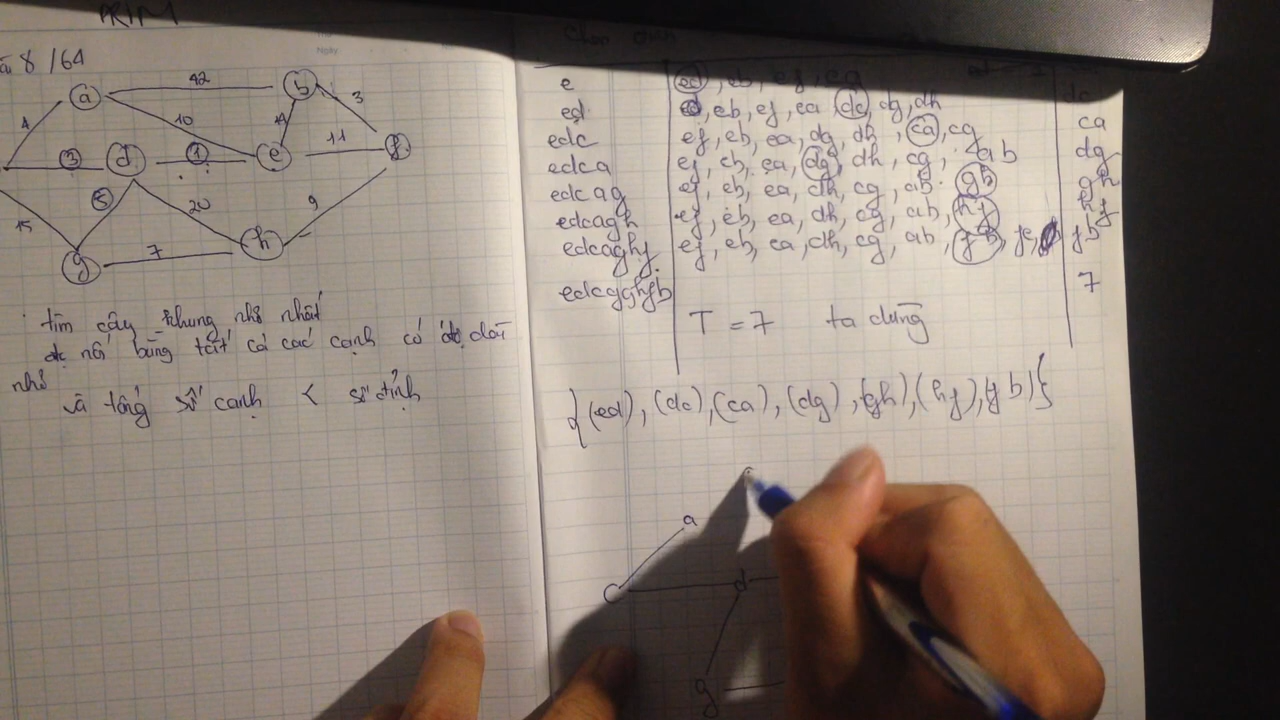 PRIM
8 /64
a 42 b
4 10 14 3
3 d 1 e 11 f
5 20 9
15
g 7 h
tìm cây khung nhỏ nhất
nối bằng tất cả các cạnh có độ dài
nhỏ
và tổng số cạnh < số đỉnh
e ed, eb, ef, eg
ed ed, eb, ef, ea dc, dg, dh dc
edc ef, eb, ea, dg, dh, ca, cg ca
edca ef, eb, ea, dg, dh, cg, ab dg
edcag ef, eb, ea, dh, cg, ab. gb gh
edcagh ef, eb, ea, dh, cg, ab, hf hf
edcaghf ef, eb, ea, dh, cg, ab, fb, fe, fb
edcaghfb 7
T = 7 ta dừng
{(ed), (dc), (ca), (dg), (gh), (hf), (fb)}
a
c d
g